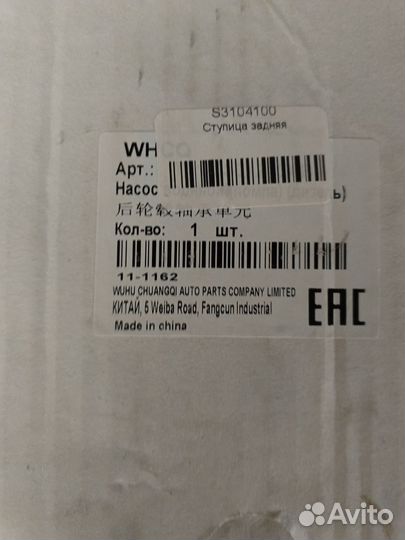 S3104100
Ступица задняя
WHCQ
Арт.:
Насос
ь)
后轮毂轴承单元
Кол-во: 1 шт.
11-1162
WUHU CHUANGQI AUTO PARTS COMPANY LIMITED
КИТАЙ, 5 Weiba Road, Fangcun Industrial
Made in china
EAC
Avito